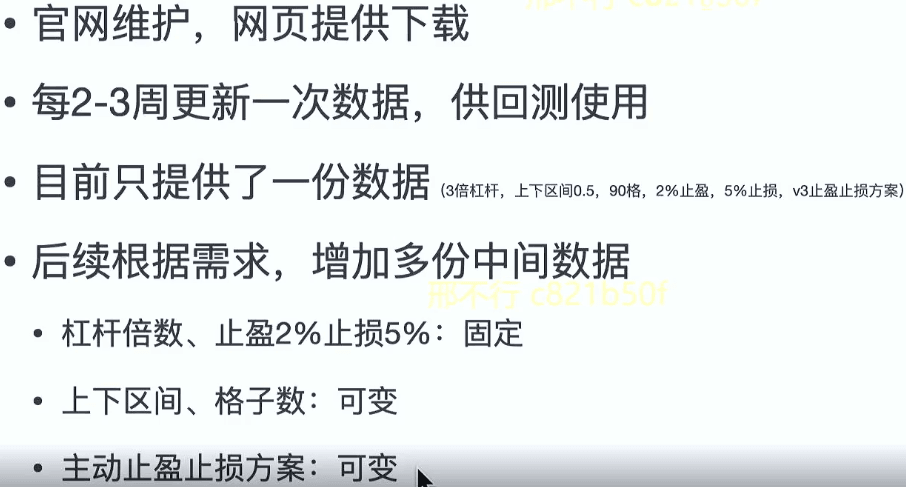 邢不行 c821b50f
• 官网维护，网页提供下载
• 每2-3周更新一次数据，供回测使用
• 目前只提供了一份数据 (3倍杠杆，上下区间0.5，90格，2%止盈，5%止损，v3止盈止损方案)
• 后续根据需求，增加多份中间数据
邢不行 c821b50f
• 杠杆倍数、止盈2%止损5%：固定
• 上下区间、格子数：可变
• 主动止盈止损方案：可变